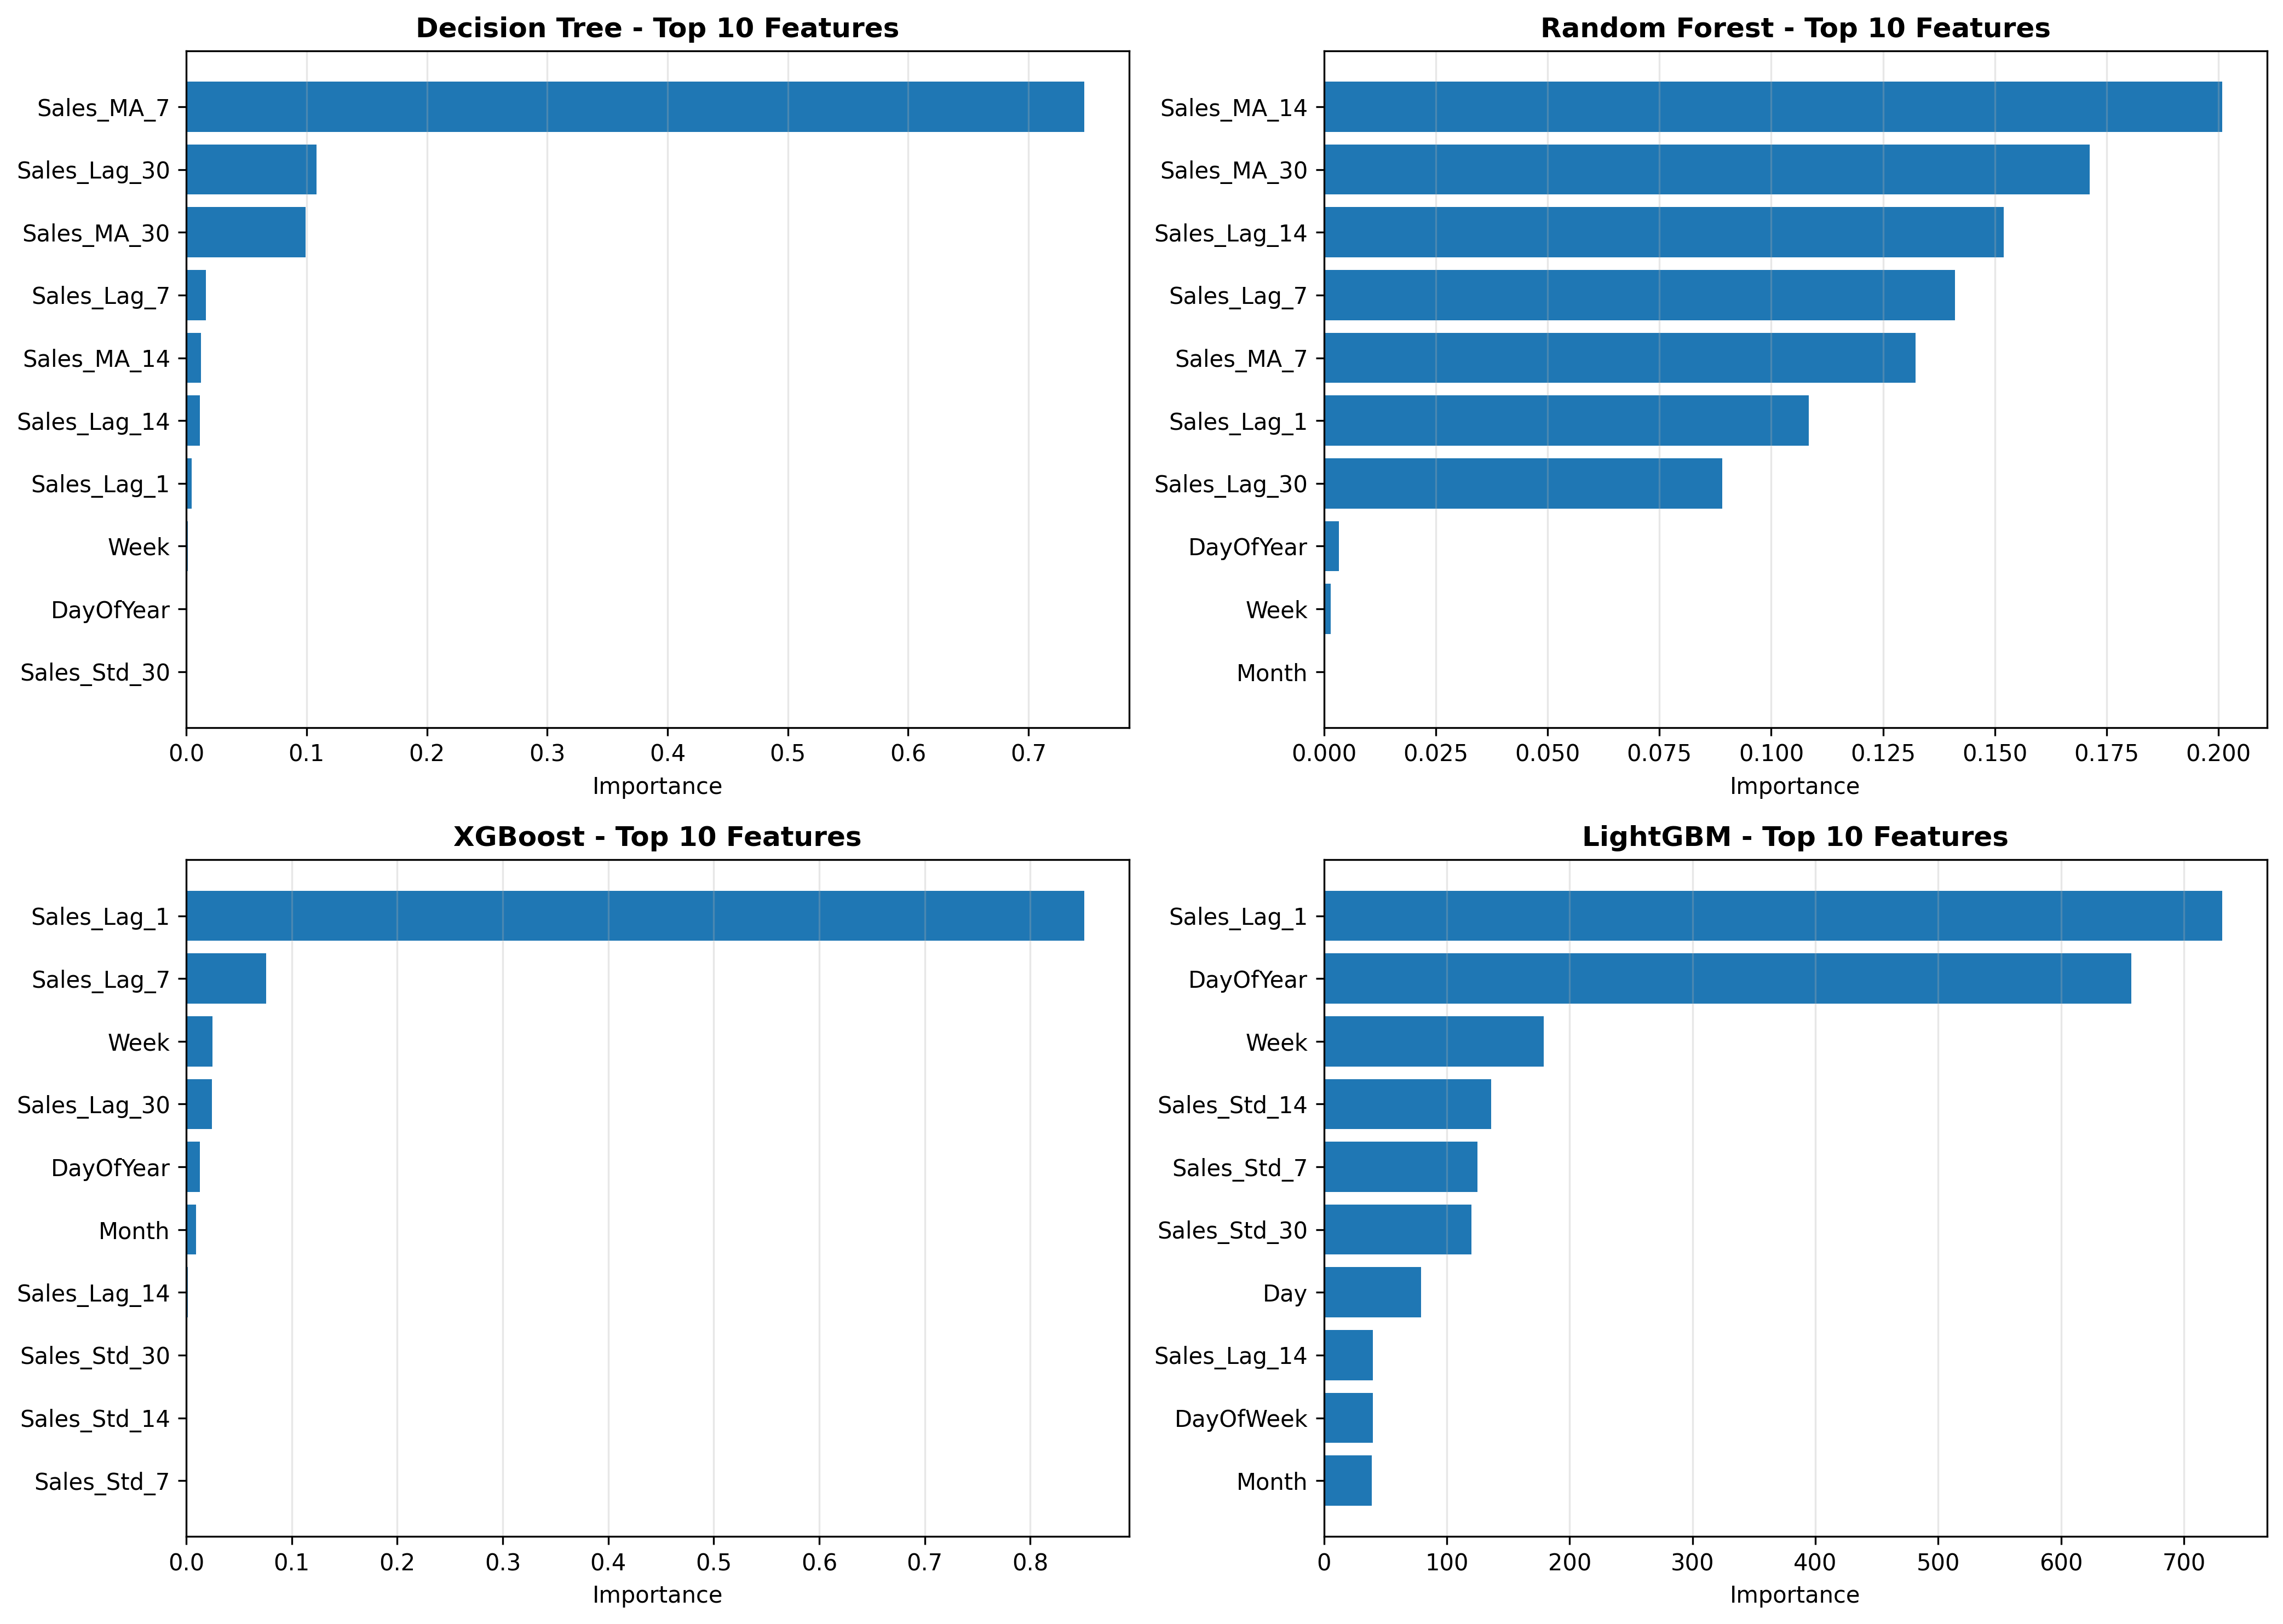 Decision Tree - Top 10 Features
Sales_MA_7
Sales_Lag_30
Sales_MA_30
Sales_Lag_7
Sales_MA_14
Sales_Lag_14
Sales_Lag_1
Week
DayOfYear
Sales_Std_30
0.0 0.1 0.2 0.3 0.4 0.5 0.6 0.7
Importance
Random Forest - Top 10 Features
Sales_MA_14
Sales_MA_30
Sales_Lag_14
Sales_Lag_7
Sales_MA_7
Sales_Lag_1
Sales_Lag_30
DayOfYear
Week
Month
0.000 0.025 0.050 0.075 0.100 0.125 0.150 0.175 0.200
Importance
XGBoost - Top 10 Features
Sales_Lag_1
Sales_Lag_7
Week
Sales_Lag_30
DayOfYear
Month
Sales_Lag_14
Sales_Std_30
Sales_Std_14
Sales_Std_7
0.0 0.1 0.2 0.3 0.4 0.5 0.6 0.7 0.8
Importance
LightGBM - Top 10 Features
Sales_Lag_1
DayOfYear
Week
Sales_Std_14
Sales_Std_7
Sales_Std_30
Day
Sales_Lag_14
DayOfWeek
Month
0 100 200 300 400 500 600 700
Importance